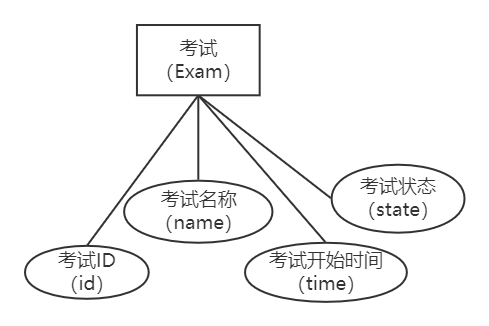 考试
（Exam）
考试状态
（state）
考试名称
（name）
考试ID
（id）
考试开始时间
（time）